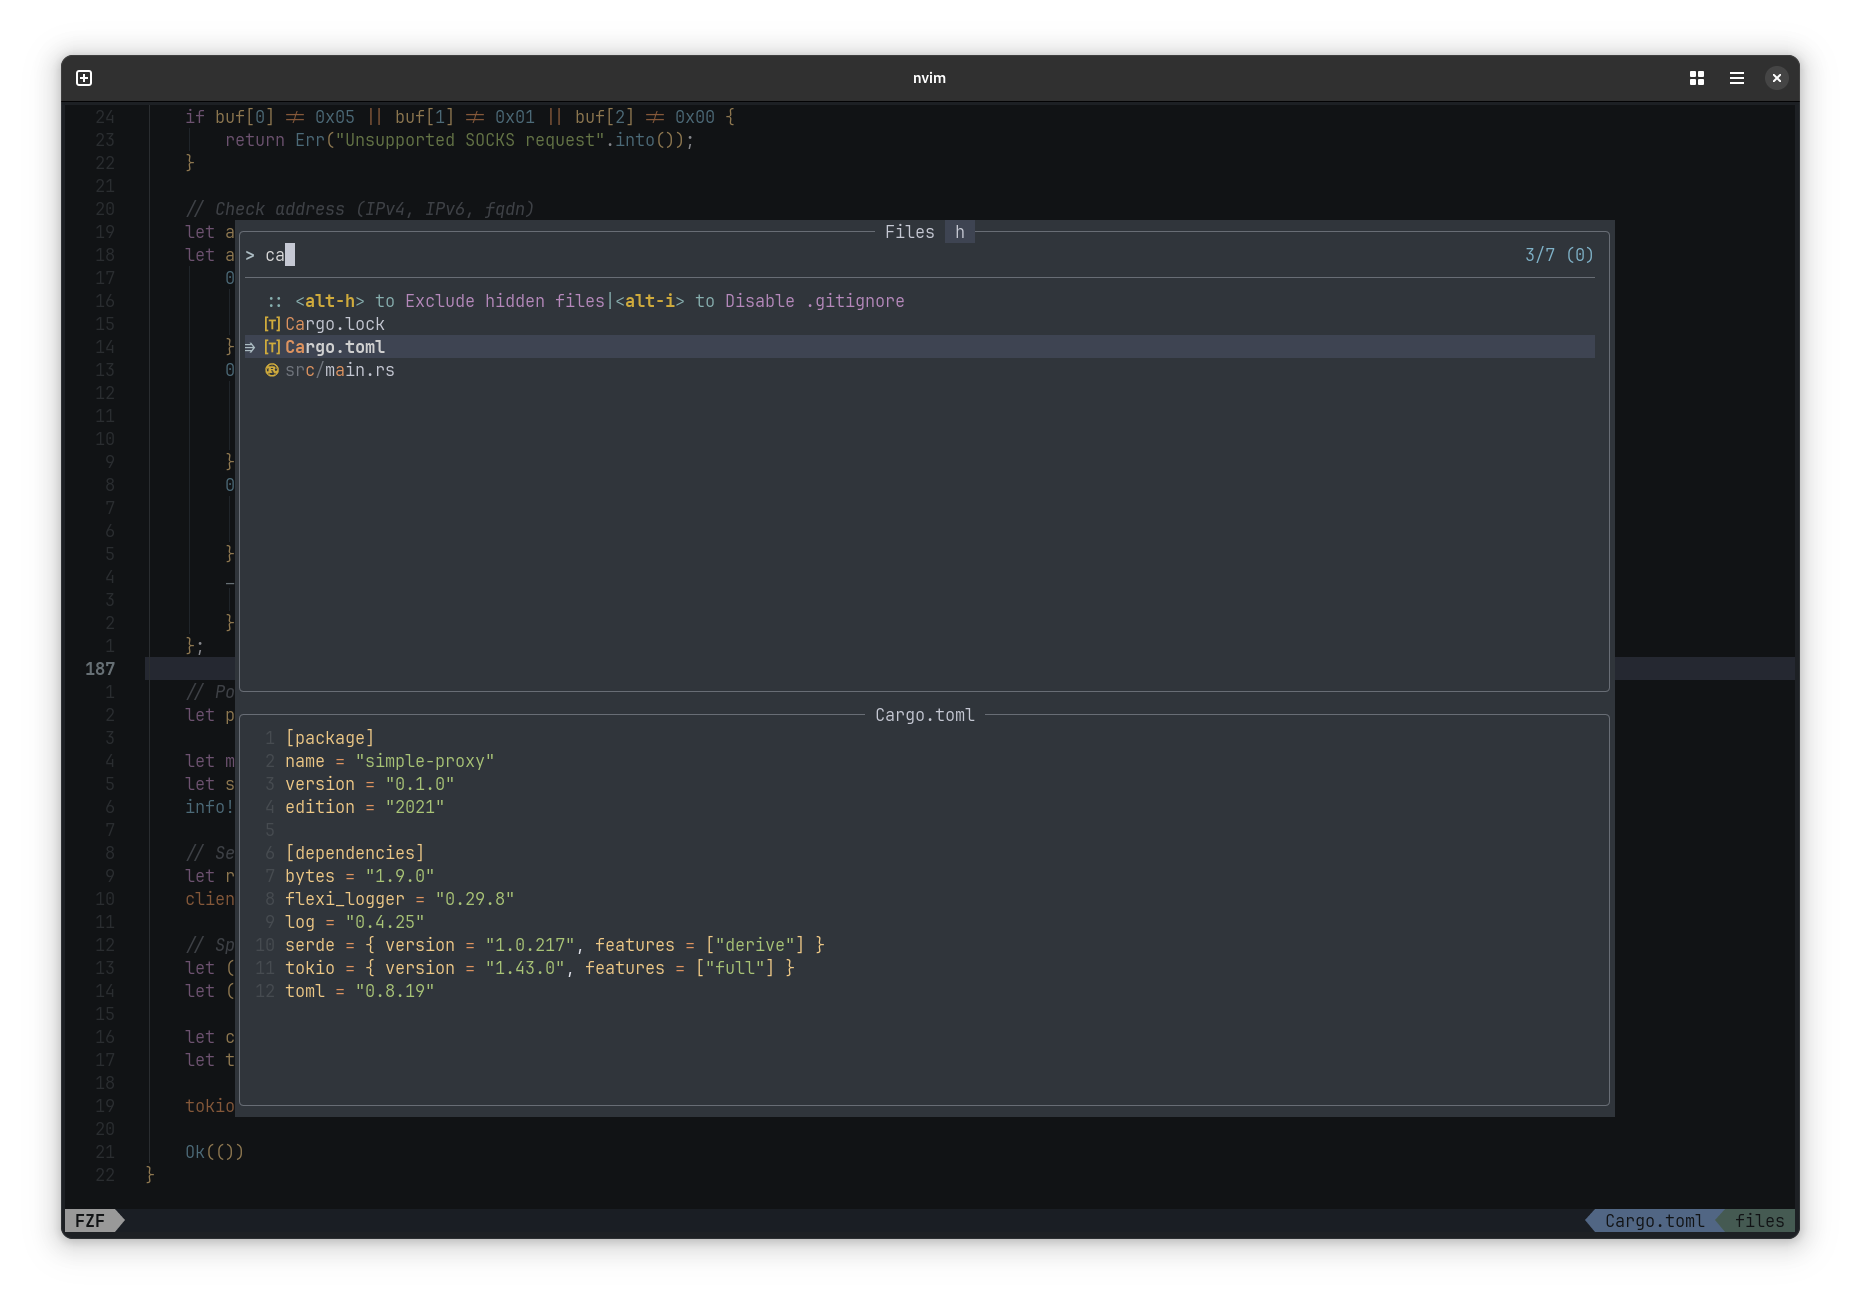 nvim
24 if buf[0] != 0x05 || buf[1] != 0x01 || buf[2] != 0x00 {
23 return Err("Unsupported SOCKS request".into());
22 }
21
20 // Check address (IPv4, IPv6, fqdn)
19 let a
18 let a
17 0
16
15
14 }
13 0
12
11
10
9 }
8 0
7
6
5 }
4 _
3
2 }
1 };
187
1 // Po
2 let p
3
4 let m
5 let s
6 info!
7
8 // Se
9 let r
10 clien
11
12 // Sp
13 let (
14 let (
15
16 let c
17 let t
18
19 tokio
20
21 Ok(())
22 }
Files h
> ca 3/7 (0)
:: <alt-h> to Exclude hidden files|<alt-i> to Disable .gitignore
[T] Cargo.lock
[T] Cargo.toml
src/main.rs
Cargo.toml
1 [package]
2 name = "simple-proxy"
3 version = "0.1.0"
4 edition = "2021"
5
6 [dependencies]
7 bytes = "1.9.0"
8 flexi_logger = "0.29.8"
9 log = "0.4.25"
10 serde = { version = "1.0.217", features = ["derive"] }
11 tokio = { version = "1.43.0", features = ["full"] }
12 toml = "0.8.19"
FZF Cargo.toml files